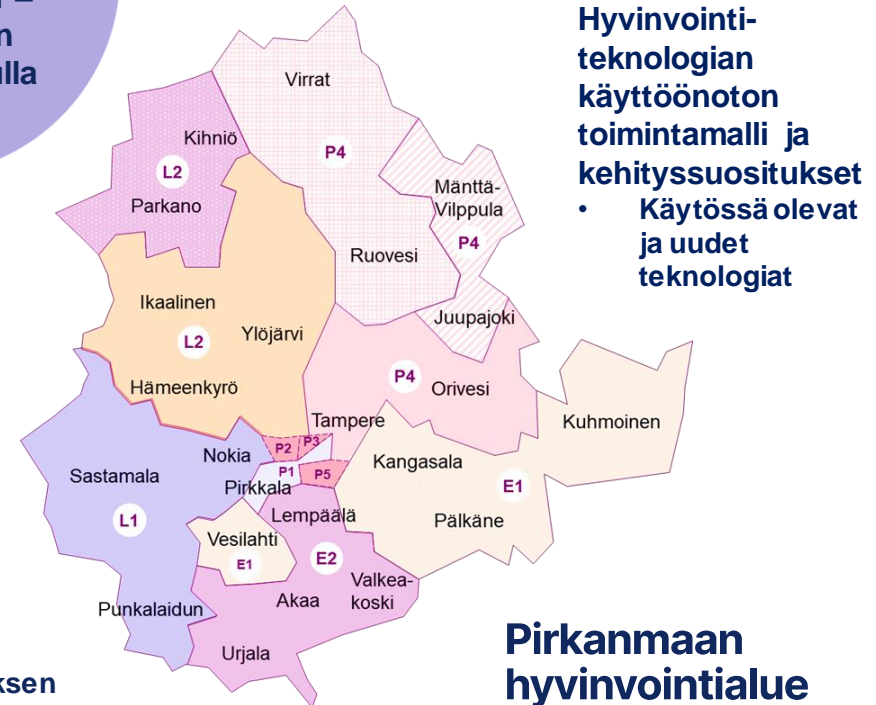 n
ulla
Hyvinvointi-
teknologian
käyttöönoton
toimintamalli ja
kehityssuositukset
• Käytössä olevat
ja uudet
teknologiat
Virrat
Kihniö
P4
L2
Parkano
Mänttä-
Vilppula
P4
Ruovesi
Ikaalinen
Juupajoki
L2
Ylöjärvi
P4
Orivesi
Hämeenkyrö
Kuhmoinen
Tampere
P2
P3
Nokia
Kangasala
Sastamala
P1
P5
Pirkkala
E1
L1
Lempäälä
Pälkäne
Vesilahti
E1
E2
Valkea-
koski
Akaa
Punkalaidun
Urjala
Pirkanmaan
hyvinvointialue
ksen